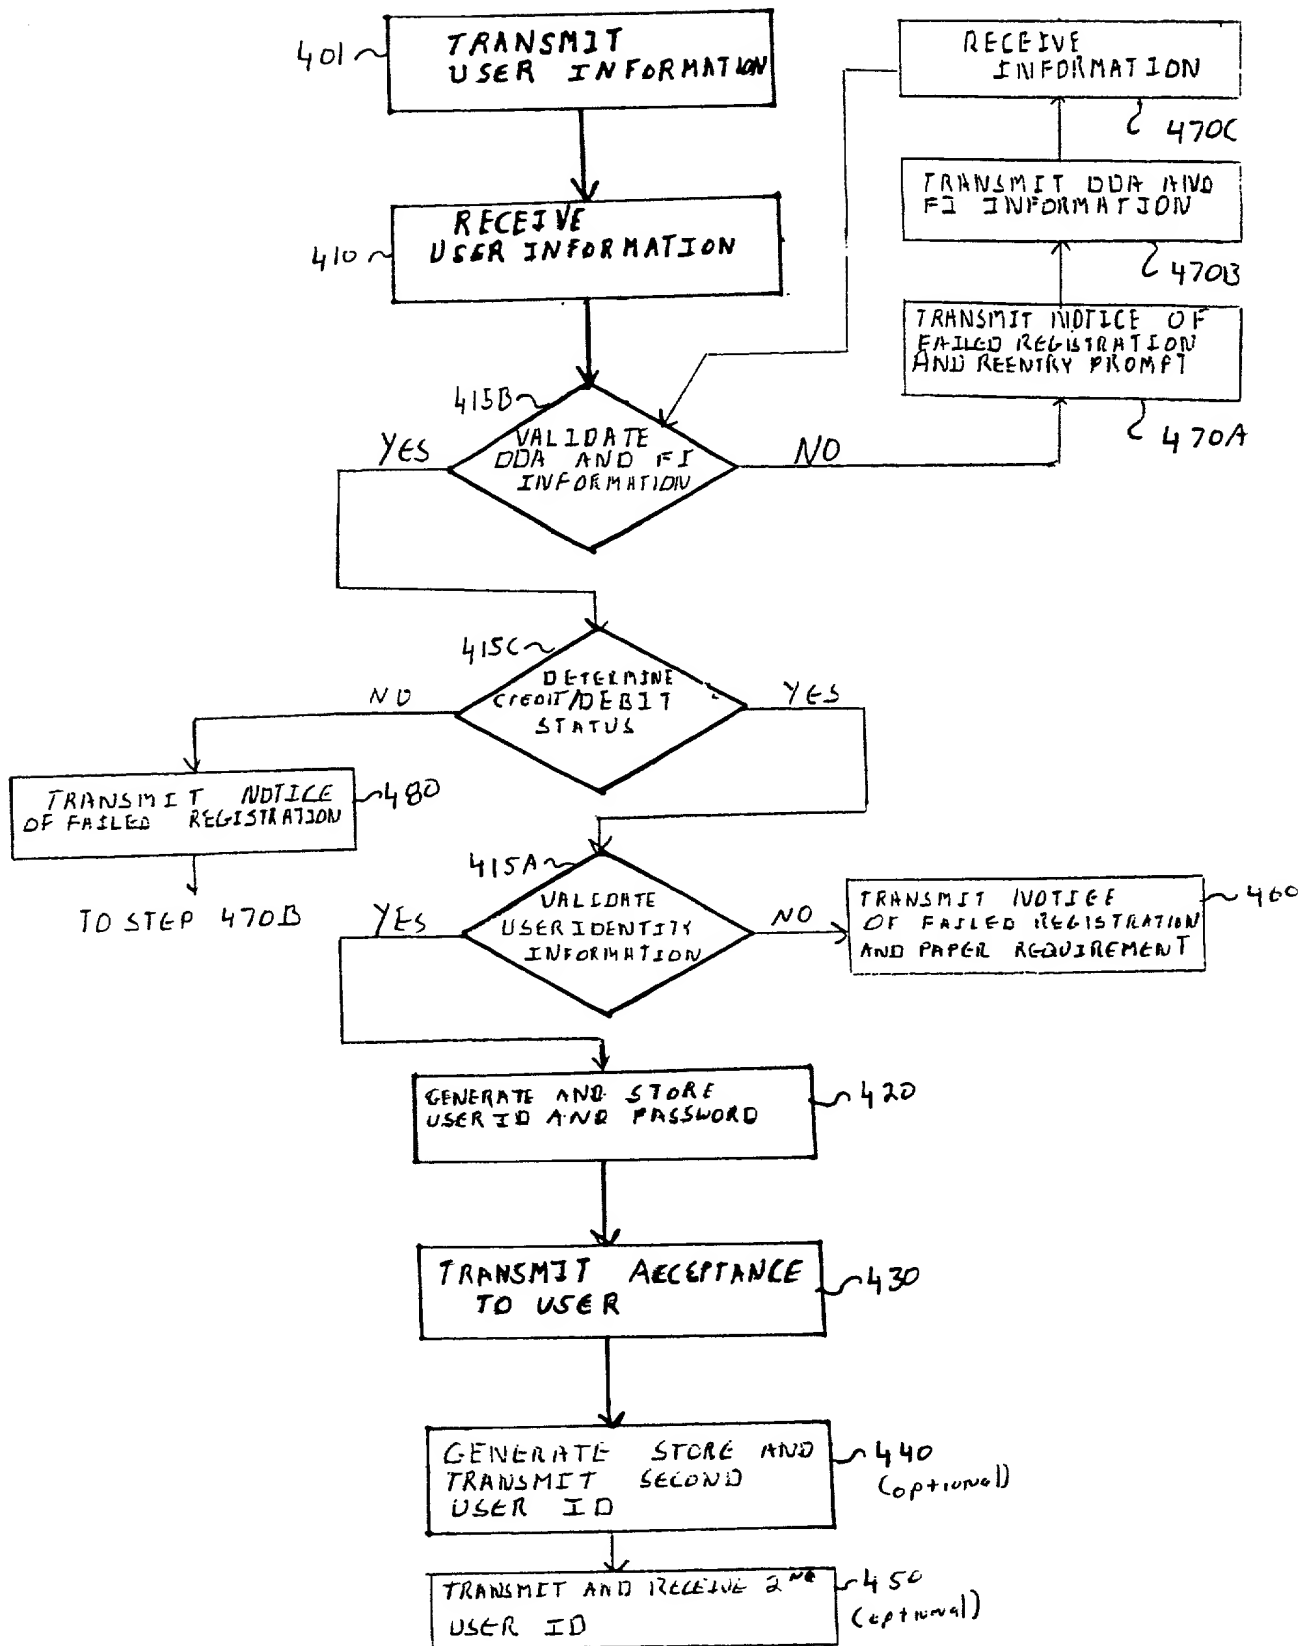 401
TRANSMIT
USER INFORMATION
RECEIVE
INFORMATION
470C
TRANSMIT DDA AND
FI INFORMATION
470B
410
RECEIVE
USER INFORMATION
TRANSMIT NOTICE OF
FAILED REGISTRATION
AND REENTRY PROMPT
470A
415B
YES
VALIDATE
DDA AND FI
INFORMATION
NO
415C
NO
DETERMINE
CREDIT/DEBIT
STATUS
YES
TRANSMIT NOTICE
OF FAILED REGISTRATION
480
TO STEP 470B
415A
YES
VALIDATE
USER IDENTITY
INFORMATION
NO
TRANSMIT NOTICE
OF FAILED REGISTRATION
AND PAPER REQUIREMENT
460
GENERATE AND STORE
USER ID AND PASSWORD
420
TRANSMIT ACCEPTANCE
TO USER
430
GENERATE STORE AND
TRANSMIT SECOND
USER ID
440
(optional)
TRANSMIT AND RECEIVE 2ND
USER ID
450
(optional)